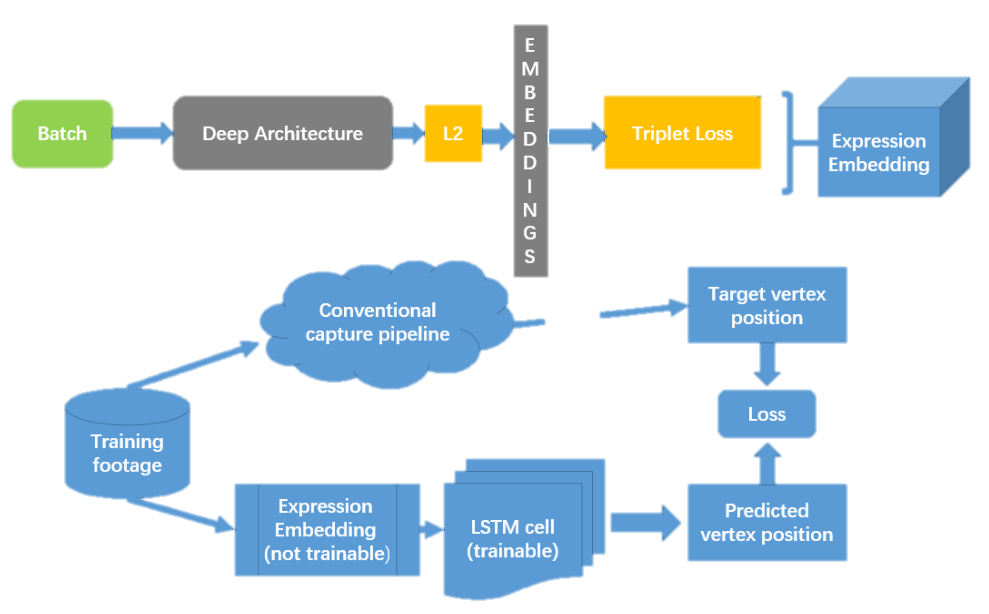 Batch
Deep Architecture
L2
EMBEDDINGS
Triplet Loss
Expression
Embedding
Conventional
capture pipeline
Target vertex
position
Loss
Training
footage
Expression
Embedding
(not trainable)
LSTM cell
(trainable)
Predicted
vertex position